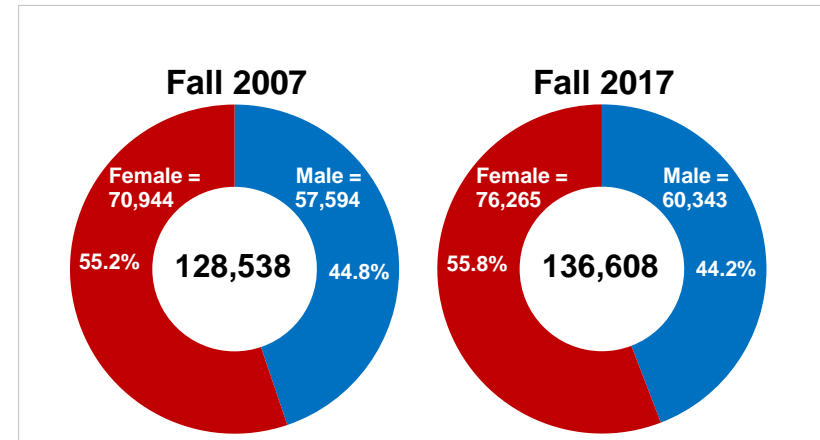 Fall 2007
Female =
70,944
Male =
57,594
55.2%
128,538
44.8%
Fall 2017
Female =
76,265
Male =
60,343
55.8%
136,608
44.2%